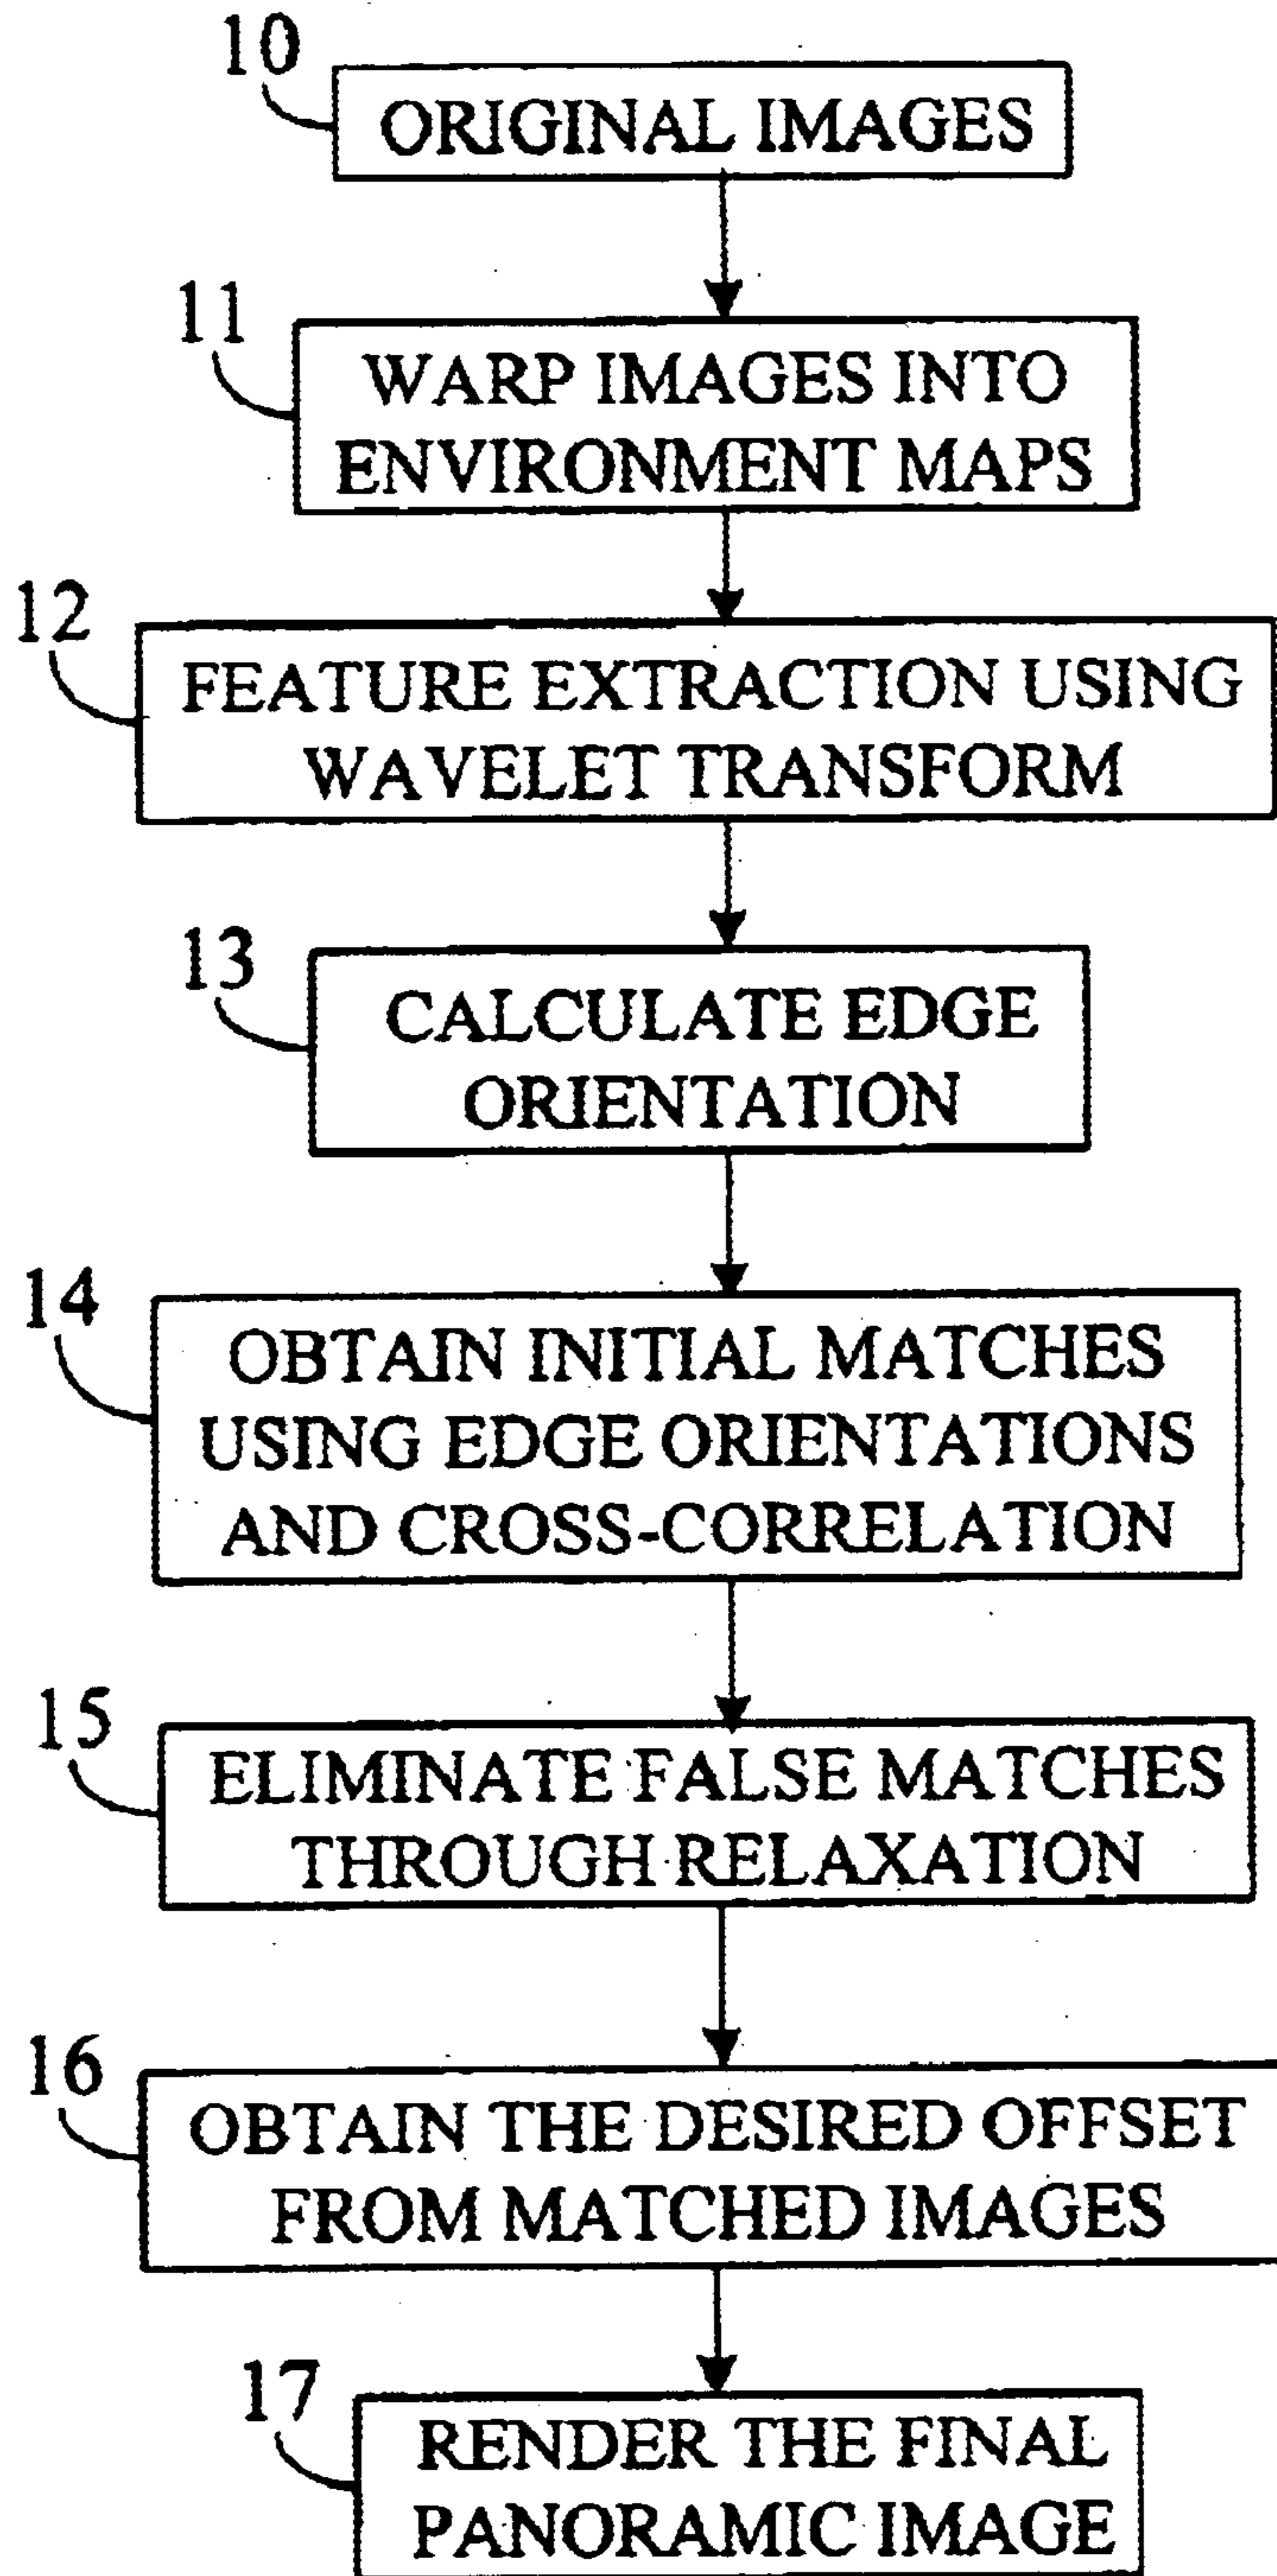 10
ORIGINAL IMAGES
11
WARP IMAGES INTO
ENVIRONMENT MAPS
12
FEATURE EXTRACTION USING
WAVELET TRANSFORM
13
CALCULATE EDGE
ORIENTATION
14
OBTAIN INITIAL MATCHES
USING EDGE ORIENTATIONS
AND CROSS-CORRELATION
15
ELIMINATE FALSE MATCHES
THROUGH RELAXATION
16
OBTAIN THE DESIRED OFFSET
FROM MATCHED IMAGES
17
RENDER THE FINAL
PANORAMIC IMAGE